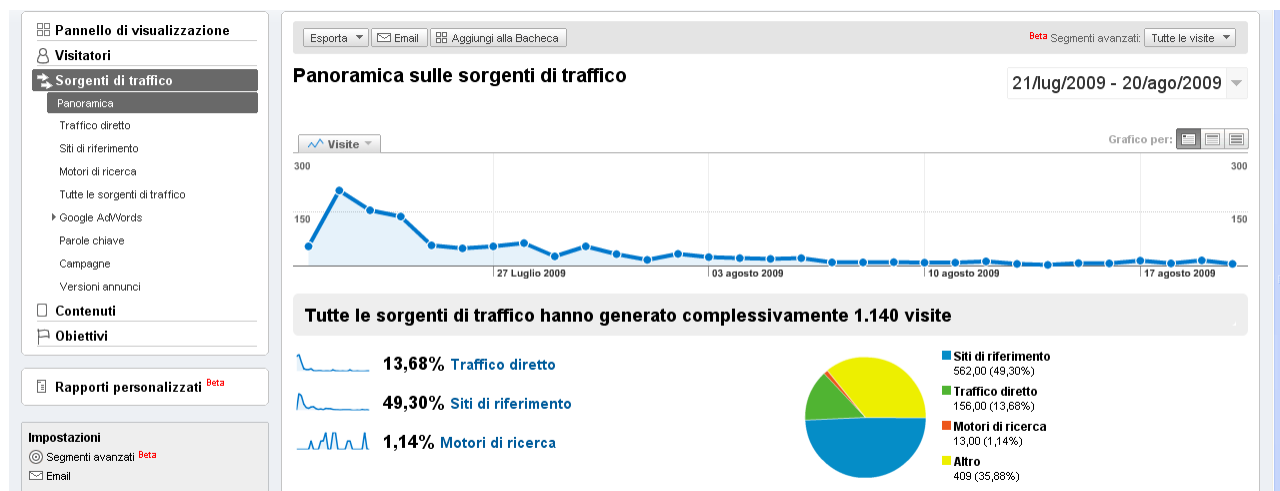 Pannello di visualizzazione
Visitatori
Sorgenti di traffico
Panoramica
Traffico diretto
Siti di riferimento
Motori di ricerca
Tutte le sorgenti di traffico
Google AdWords
Parole chiave
Campagne
Versioni annunci
Contenuti
Obiettivi
Rapporti personalizzati Beta
Impostazioni
Segmenti avanzati Beta
Email
Esporta Email Aggiungi alla Bacheca Beta Segmenti avanzati: Tutte le visite
Panoramica sulle sorgenti di traffico
21/lug/2009 - 20/ago/2009
Visite Grafico per:
300 300
150 150
27 Luglio 2009 03 agosto 2009 10 agosto 2009 17 agosto 2009
Tutte le sorgenti di traffico hanno generato complessivamente 1.140 visite
13,68% Traffico diretto
49,30% Siti di riferimento
1,14% Motori di ricerca
Siti di riferimento
562,00 (49,30%)
Traffico diretto
156,00 (13,68%)
Motori di ricerca
13,00 (1,14%)
Altro
409 (35,88%)